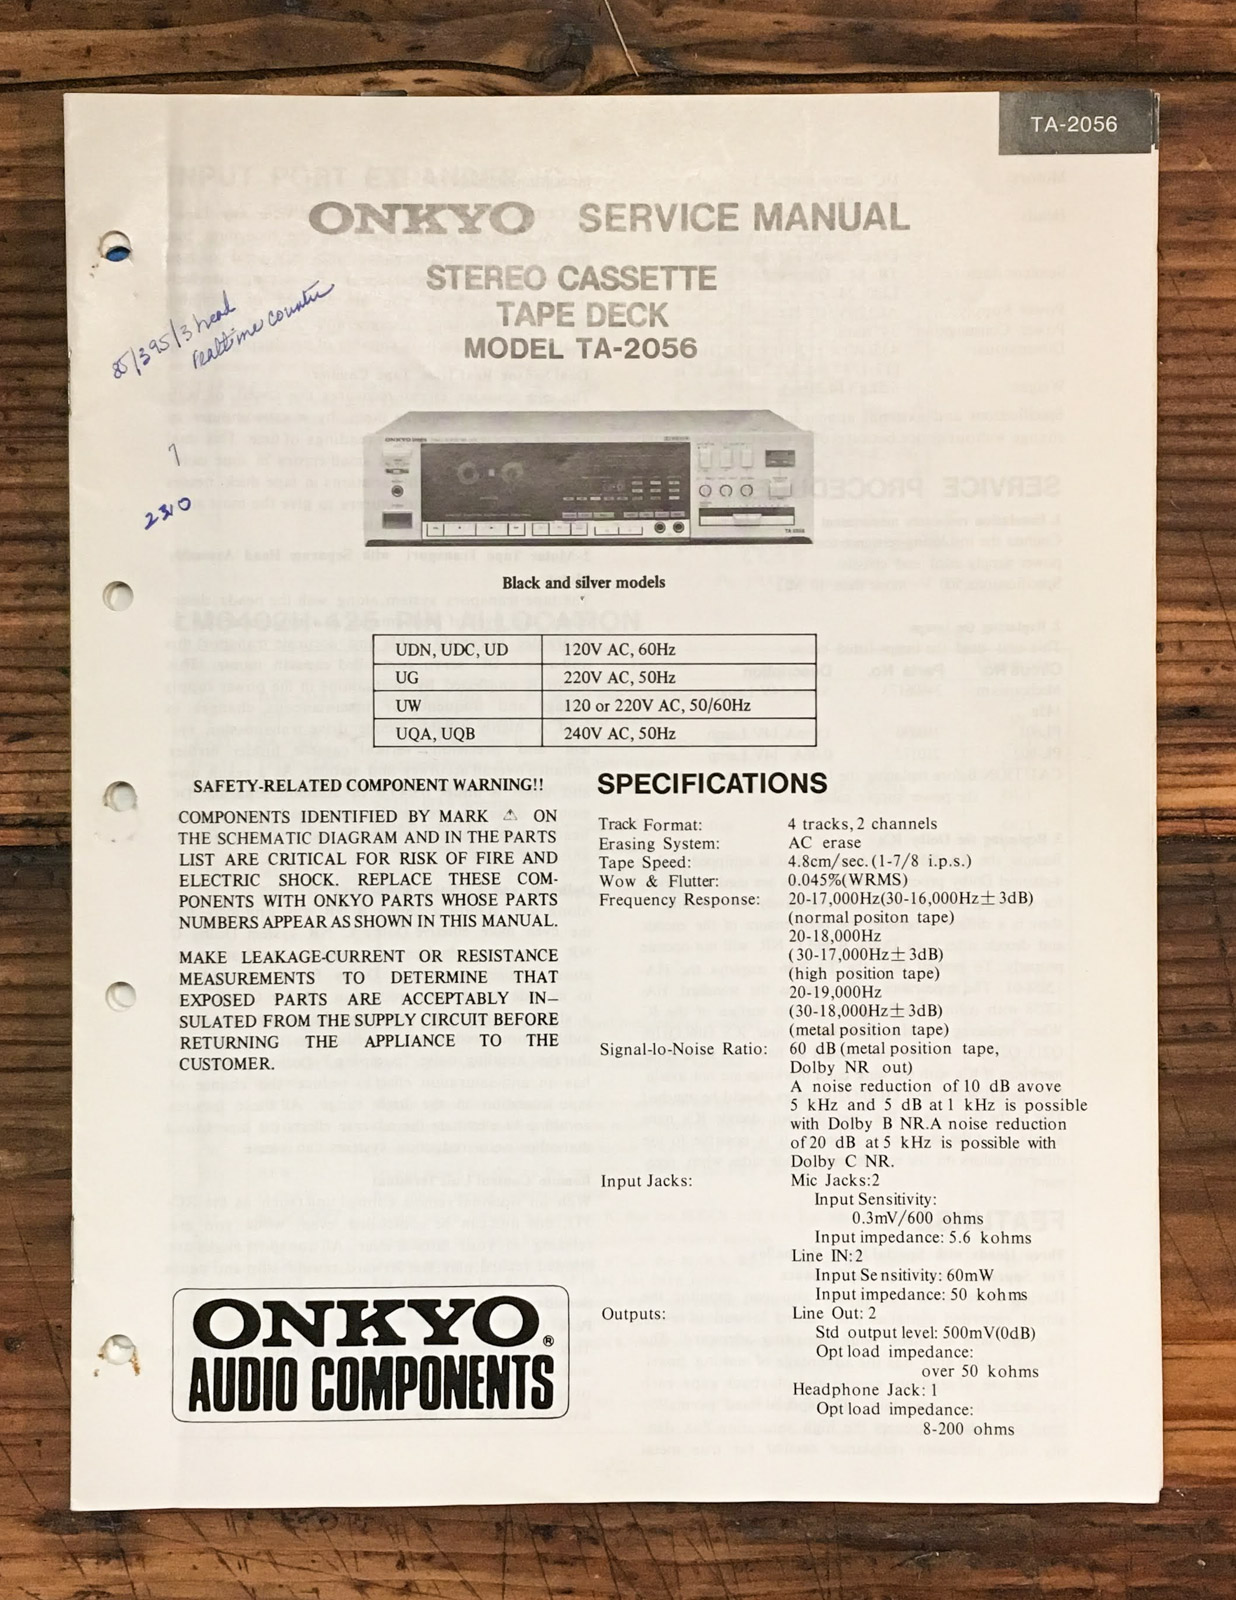 TA-2056
ONKYO SERVICE MANUAL
STEREO CASSETTE
TAPE DECK
MODEL TA-2056
85/395/3 head
realtime counter
7
2310
ONKYO
TA-2056
Black and silver models
UDN, UDC, UD 120V AC, 60Hz
UG 220V AC, 50Hz
UW 120 or 220V AC, 50/60Hz
UQA, UQB 240V AC, 50Hz
SAFETY-RELATED COMPONENT WARNING!!
COMPONENTS IDENTIFIED BY MARK ⚠ ON
THE SCHEMATIC DIAGRAM AND IN THE PARTS
LIST ARE CRITICAL FOR RISK OF FIRE AND
ELECTRIC SHOCK. REPLACE THESE COM-
PONENTS WITH ONKYO PARTS WHOSE PARTS
NUMBERS APPEAR AS SHOWN IN THIS MANUAL.
MAKE LEAKAGE-CURRENT OR RESISTANCE
MEASUREMENTS TO DETERMINE THAT
EXPOSED PARTS ARE ACCEPTABLY IN–
SULATED FROM THE SUPPLY CIRCUIT BEFORE
RETURNING THE APPLIANCE TO THE
CUSTOMER.
ONKYO®
AUDIO COMPONENTS
SPECIFICATIONS
Track Format: 4 tracks, 2 channels
Erasing System: AC erase
Tape Speed: 4.8cm/sec. (1-7/8 i.p.s.)
Wow & Flutter: 0.045%(WRMS)
Frequency Response: 20-17,000Hz(30-16,000Hz±3dB)
(normal positon tape)
20-18,000Hz
(30-17,000Hz±3dB)
(high position tape)
20-19,000Hz
(30-18,000Hz±3dB)
(metal position tape)
Signal-lo-Noise Ratio: 60 dB (metal position tape,
Dolby NR out)
A noise reduction of 10 dB avove
5 kHz and 5 dB at 1 kHz is possible
with Dolby B NR.A noise reduction
of 20 dB at 5 kHz is possible with
Dolby C NR.
Input Jacks: Mic Jacks:2
Input Sensitivity:
0.3mV/600 ohms
Input impedance: 5.6 kohms
Line IN:2
Input Sensitivity: 60mW
Input impedance: 50 kohms
Outputs: Line Out: 2
Std output level: 500mV(0dB)
Opt load impedance:
over 50 kohms
Headphone Jack: 1
Opt load impedance:
8-200 ohms